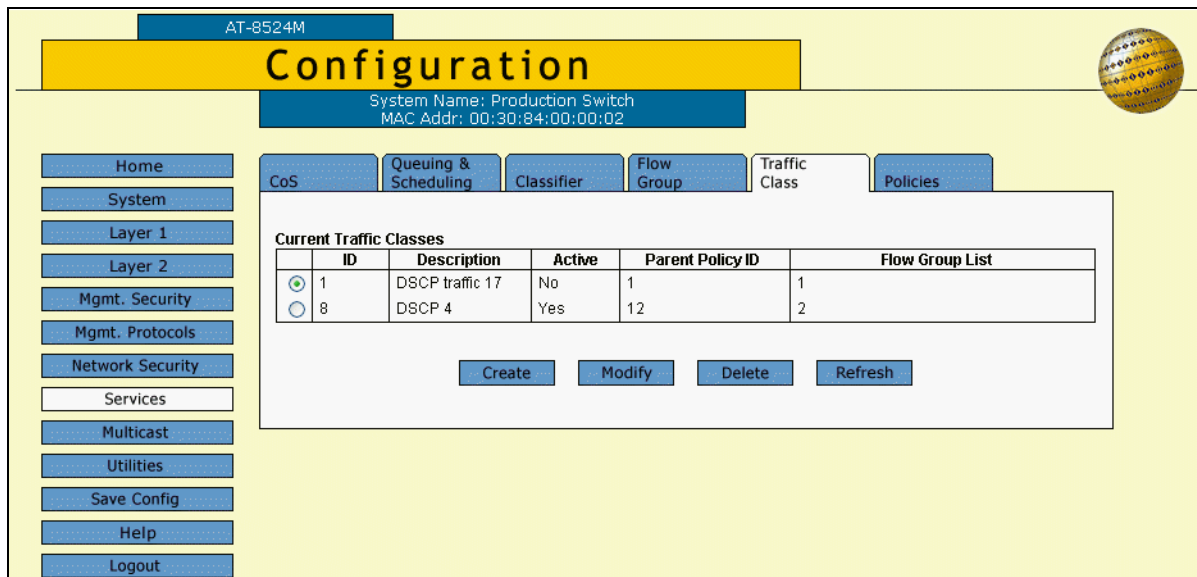 AT-8524M
Configuration
System Name: Production Switch
MAC Addr: 00:30:84:00:00:02
Home
System
Layer 1
Layer 2
Mgmt. Security
Mgmt. Protocols
Network Security
Services
Multicast
Utilities
Save Config
Help
Logout
CoS
Queuing &
Scheduling
Classifier
Flow
Group
Traffic
Class
Policies
Current Traffic Classes
ID Description Active Parent Policy ID Flow Group List
1 DSCP traffic 17 No 1 1
8 DSCP 4 Yes 12 2
Create Modify Delete Refresh